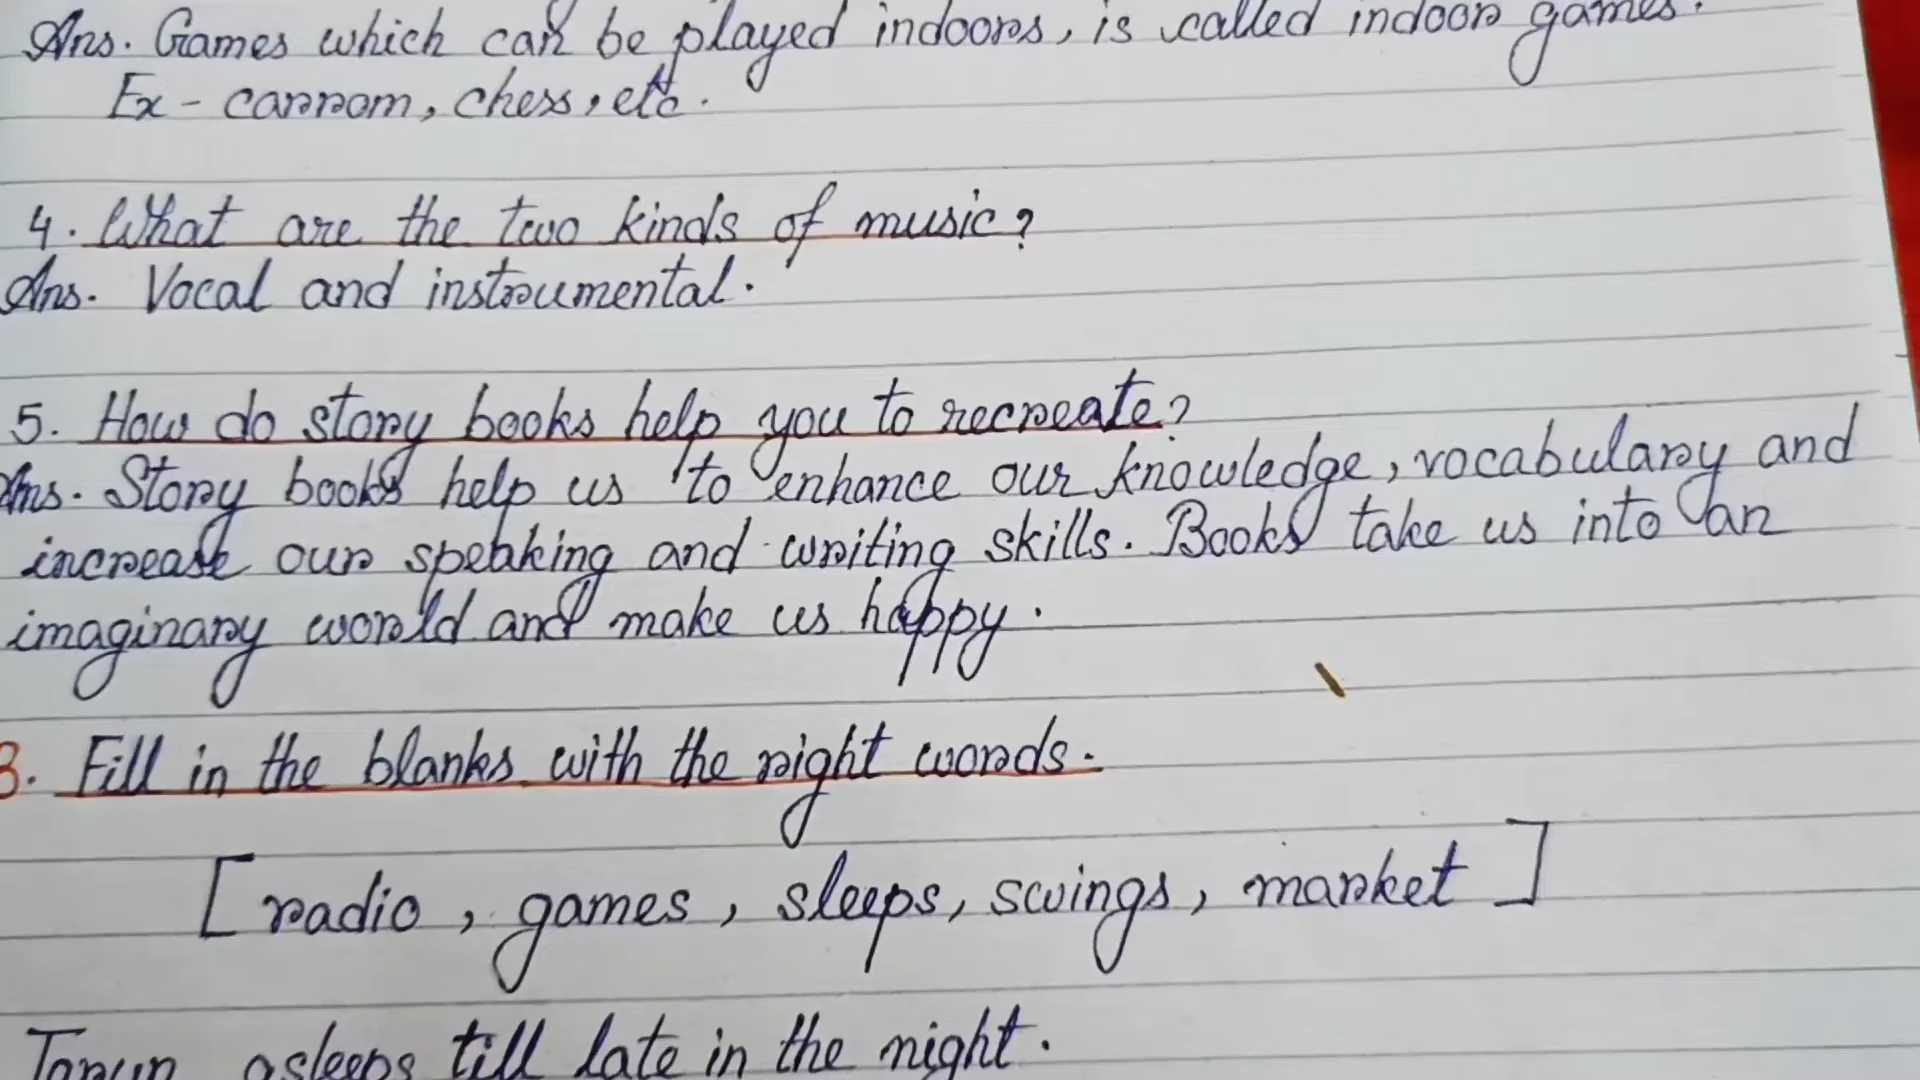 Ans. Games which can be played indoors, is called indoor games.
Ex - carrom, chess, etc.
4. What are the two kinds of music?
Ans. Vocal and instrumental.
5. How do story books help you to recreate?
Ans. Story books help us to enhance our knowledge, vocabulary and
increase our speaking and writing skills. Books take us into an
imaginary world and make us happy.
B. Fill in the blanks with the right words.
[radio, games, sleeps, swings, market]
Tarun asleeps till late in the night.